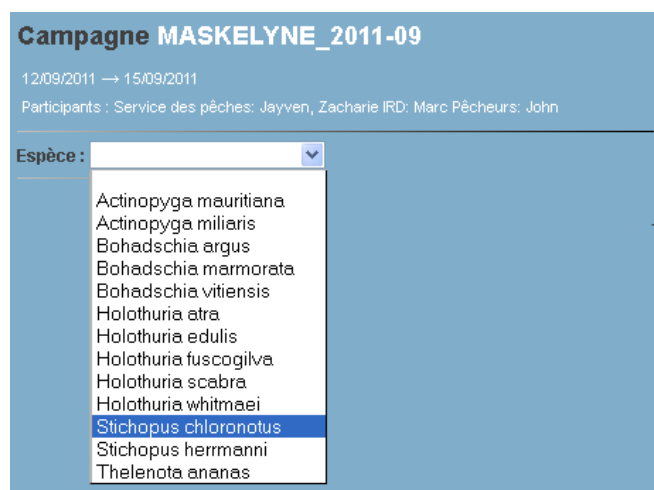 Campagne MASKELYNE_2011-09
12/09/2011 → 15/09/2011
Participants : Service des pêches: Jayven, Zacharie IRD: Marc Pêcheurs: John
Espèce :
Actinopyga mauritiana
Actinopyga miliaris
Bohadschia argus
Bohadschia marmorata
Bohadschia vitiensis
Holothuria atra
Holothuria edulis
Holothuria fuscogilva
Holothuria scabra
Holothuria whitmaei
Stichopus chloronotus
Stichopus herrmanni
Thelenota ananas